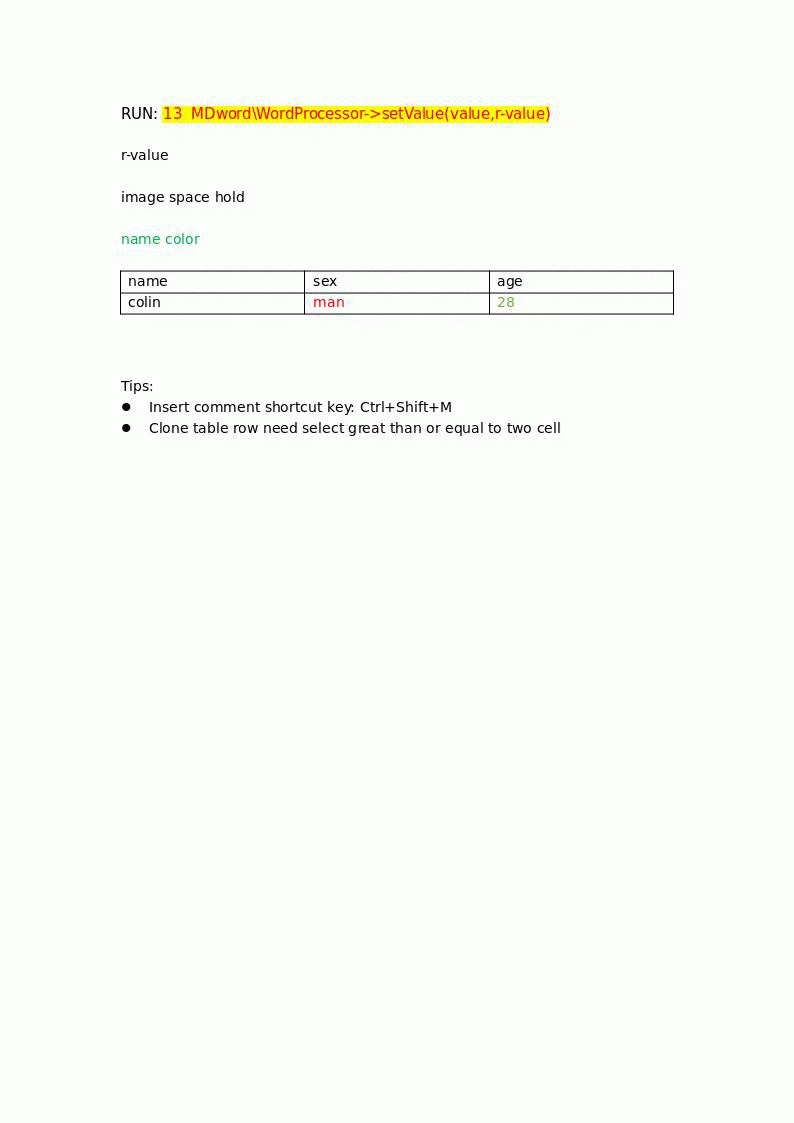 RUN: 13 MDword\WordProcessor->setValue(value,r-value)
r-value
image space hold
name color
name sex age
colin man 28
Tips:
● Insert comment shortcut key: Ctrl+Shift+M
● Clone table row need select great than or equal to two cell